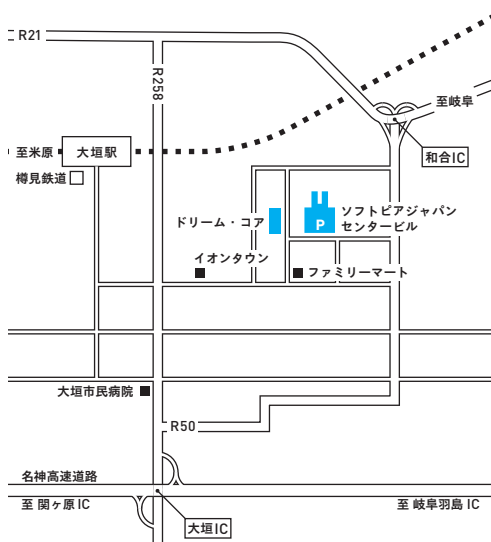 R21
R258
至岐阜
至米原
大垣駅
和合IC
樽見鉄道
ソフトピアジャパン
センタービル
P
ドリーム・コア
イオンタウン
ファミリーマート
大垣市民病院
R50
名神高速道路
至 関ヶ原 IC
至 岐阜羽島 IC
大垣IC